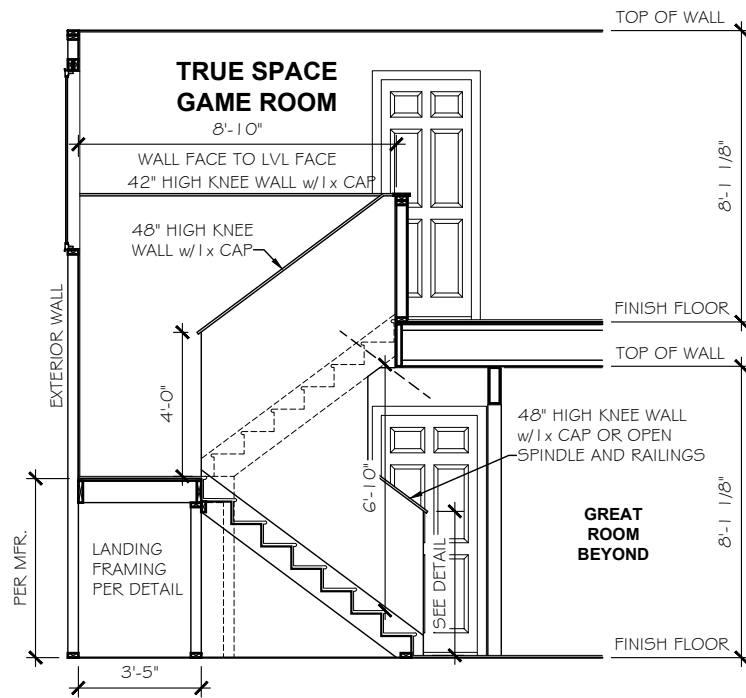 TOP OF WALL
TRUE SPACE
GAME ROOM
8'-10"
WALL FACE TO LVL FACE
42" HIGH KNEE WALL w/1x CAP
48" HIGH KNEE
WALL w/1x CAP
8'-1 1/8"
EXTERIOR WALL
FINISH FLOOR
TOP OF WALL
4'-0"
48" HIGH KNEE WALL
w/1x CAP OR OPEN
SPINDLE AND RAILINGS
6'-10"
GREAT
ROOM
BEYOND
8'-1 1/8"
PER MFR.
LANDING
FRAMING
PER DETAIL
SEE DETAIL
FINISH FLOOR
3'-5"